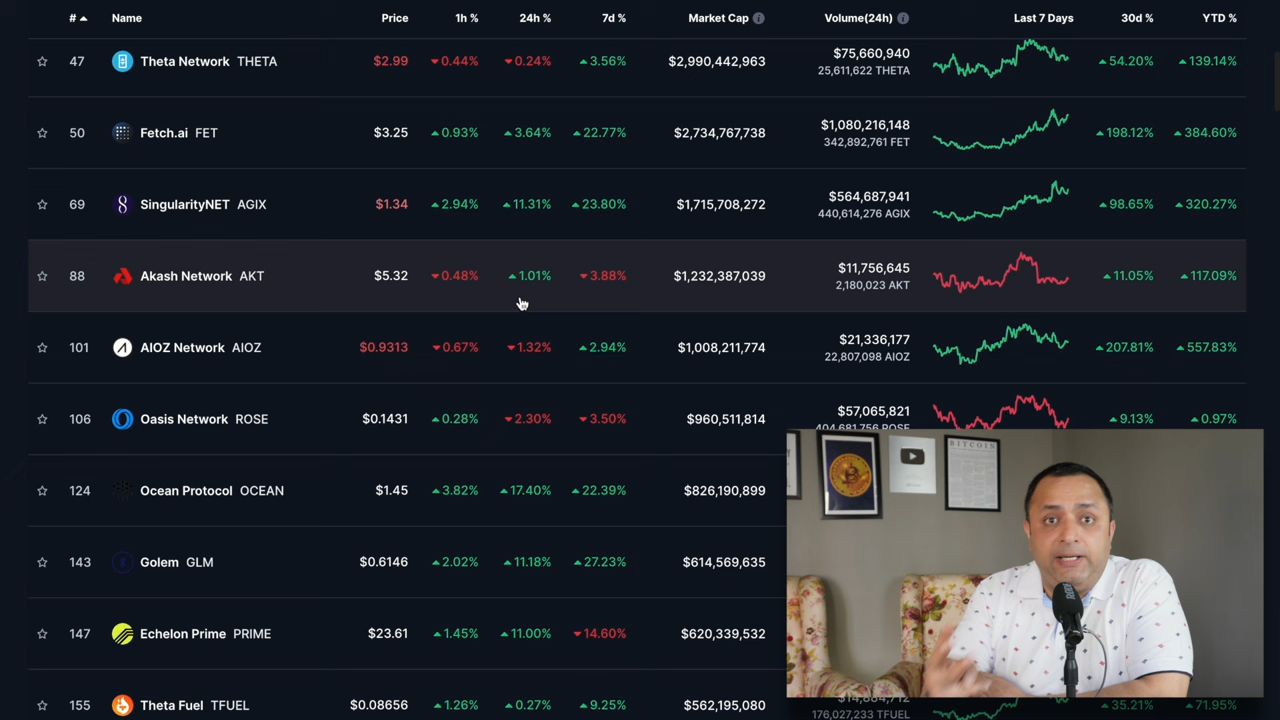 # Name Price 1h % 24h % 7d % Market Cap Volume(24h) Last 7 Days 30d % YTD %
47 Theta Network THETA $2.99 0.44% 0.24% 3.56% $2,990,442,963 $75,660,940 54.20% 139.14%
25,611,622 THETA
50 Fetch.ai FET $3.25 0.93% 3.64% 22.77% $2,734,767,738 $1,080,216,148 198.12% 384.60%
342,892,761 FET
69 SingularityNET AGIX $1.34 2.94% 11.31% 23.80% $1,715,708,272 $564,687,941 98.65% 320.27%
440,614,276 AGIX
88 Akash Network AKT $5.32 0.48% 1.01% 3.88% $1,232,387,039 $11,756,645 11.05% 117.09%
2,180,023 AKT
101 AIOZ Network AIOZ $0.9313 0.67% 1.32% 2.94% $1,008,211,774 $21,336,177 207.81% 557.83%
22,807,098 AIOZ
106 Oasis Network ROSE $0.1431 0.28% 2.30% 3.50% $960,511,814 $57,065,821 9.13% 0.97%
404,681,756 ROSE
124 Ocean Protocol OCEAN $1.45 3.82% 17.40% 22.39% $826,190,899
143 Golem GLM $0.6146 2.02% 11.18% 27.23% $614,569,635
147 Echelon Prime PRIME $23.61 1.45% 11.00% 14.60% $620,339,532
155 Theta Fuel TFUEL $0.08656 1.26% 0.27% 9.25% $562,195,080 $14,884,712 35.21% 71.95%
176,027,233 TFUEL
BITCOIN